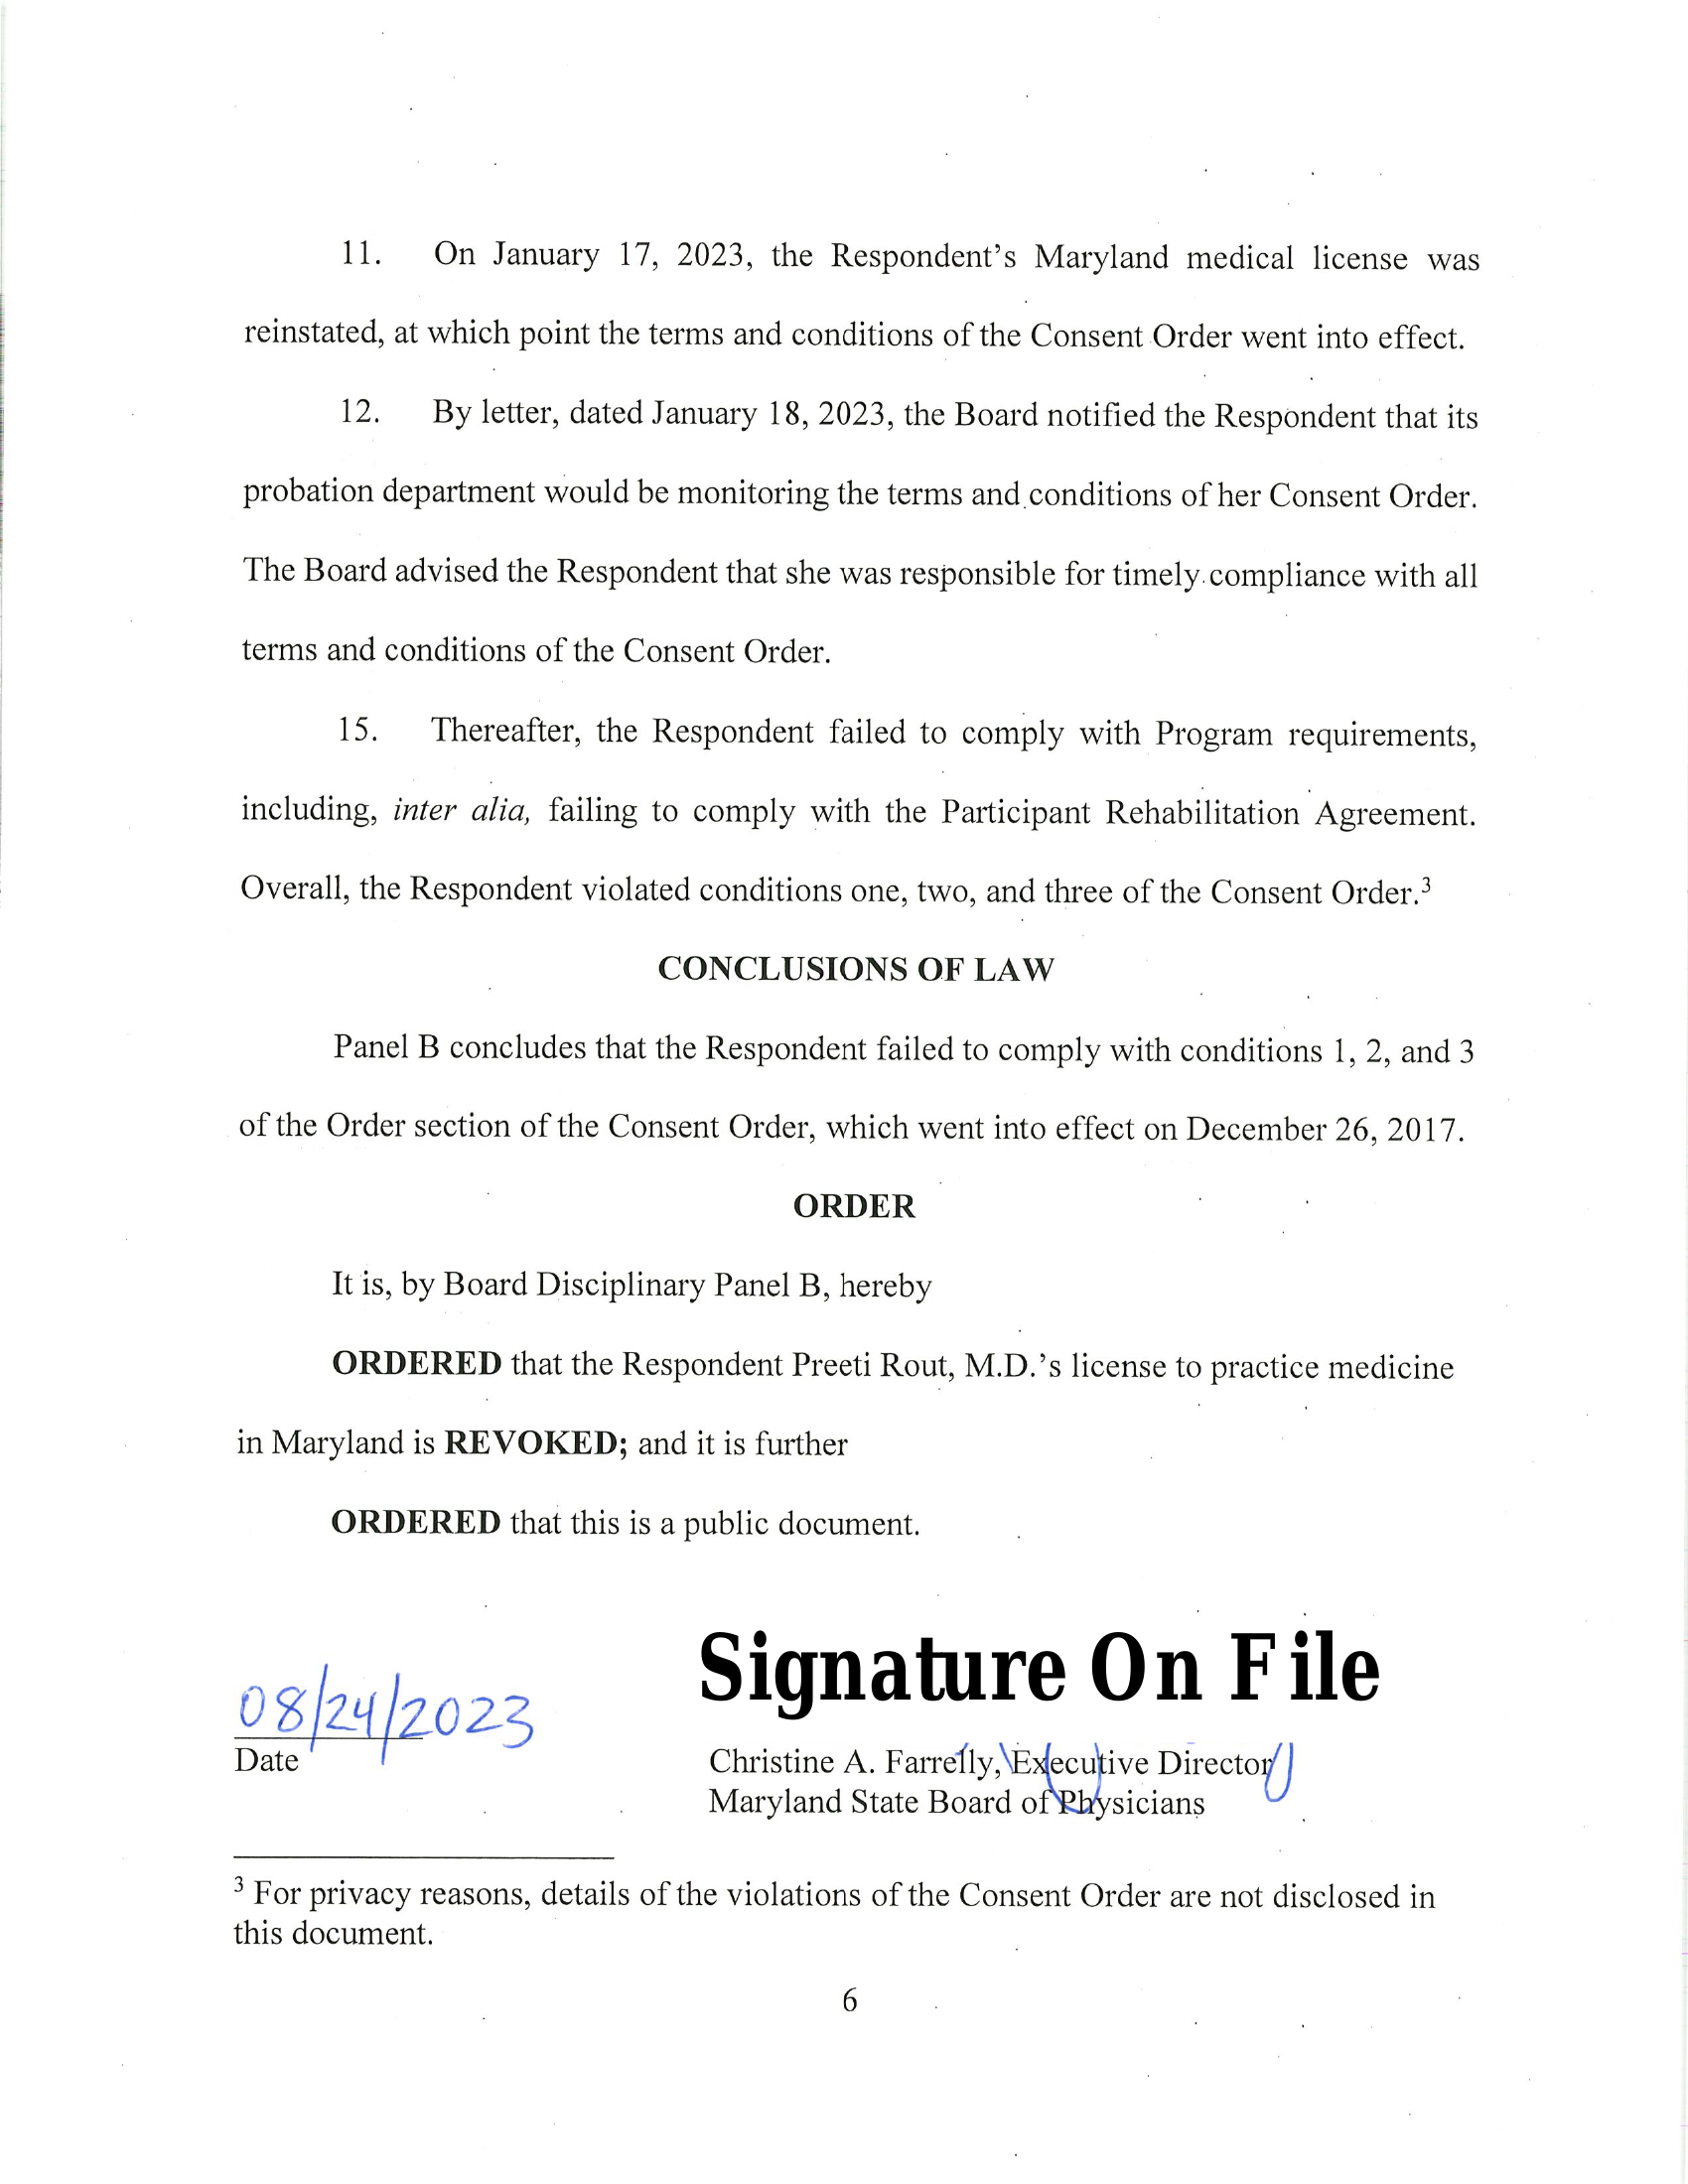 11. On January 17, 2023, the Respondent's Maryland medical license was
reinstated, at which point the terms and conditions of the Consent Order went into effect.
12. By letter, dated January 18, 2023, the Board notified the Respondent that its
probation department would be monitoring the terms and conditions of her Consent Order.
The Board advised the Respondent that she was responsible for timely compliance with all
terms and conditions of the Consent Order.
15. Thereafter, the Respondent failed to comply with Program requirements,
including, inter alia, failing to comply with the Participant Rehabilitation Agreement.
Overall, the Respondent violated conditions one, two, and three of the Consent Order.³
CONCLUSIONS OF LAW
Panel B concludes that the Respondent failed to comply with conditions 1, 2, and 3
of the Order section of the Consent Order, which went into effect on December 26, 2017.
ORDER
It is, by Board Disciplinary Panel B, hereby
ORDERED that the Respondent Preeti Rout, M.D.'s license to practice medicine
in Maryland is REVOKED; and it is further
ORDERED that this is a public document.
Signature On File
08/24/2023
Date
Christine A. Farrelly, Executive Director
Maryland State Board of Physicians
³ For privacy reasons, details of the violations of the Consent Order are not disclosed in
this document.
6